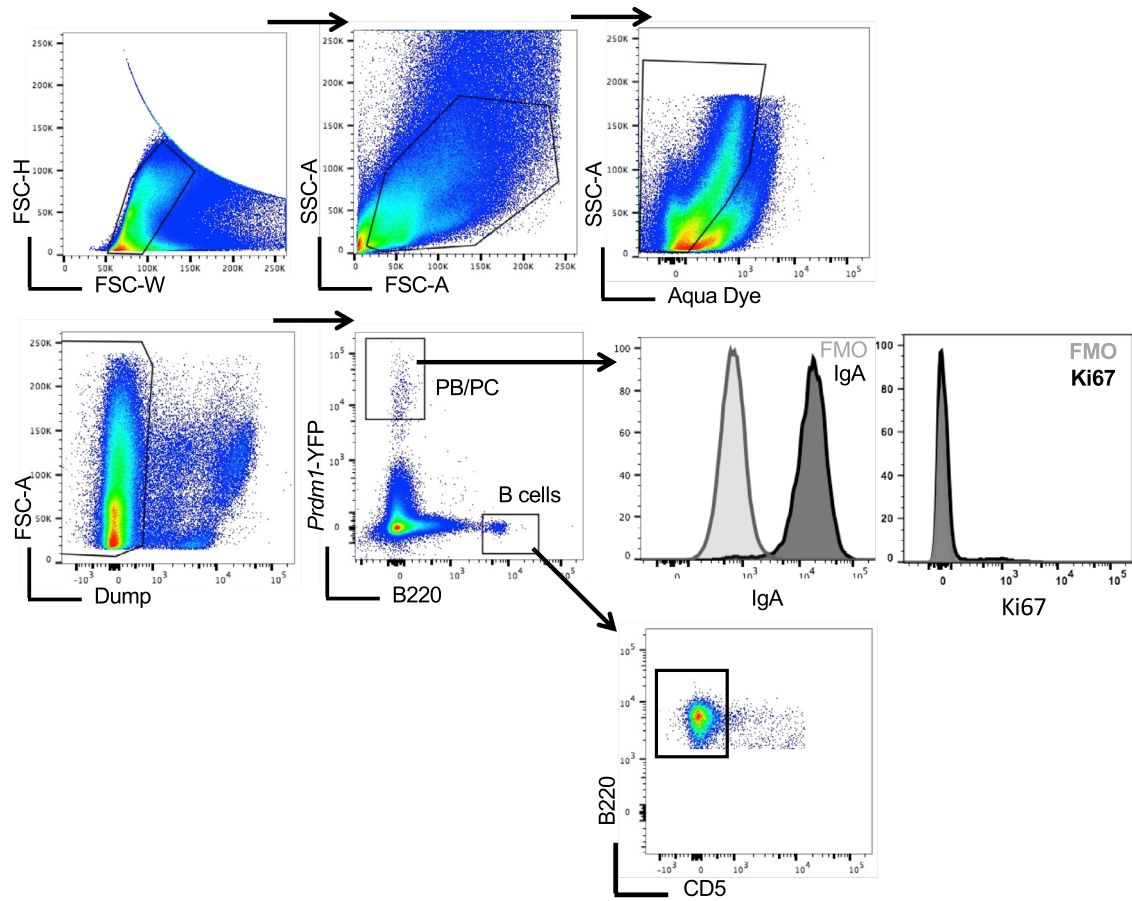 250K
200K
150K
100K
50K
0
FSC-H
0 50K 100K 150K 200K 250K
FSC-W
250K
200K
150K
100K
50K
0
SSC-A
0 50K 100K 150K 200K 250K
FSC-A
250K
200K
150K
100K
50K
0
SSC-A
0 10³ 10⁴ 10⁵
Aqua Dye
250K
200K
150K
100K
50K
0
FSC-A
-10³ 0 10³ 10⁴ 10⁵
Dump
10⁵
10⁴
10³
0
Prdm1-YFP
PB/PC
B cells
0 10³ 10⁴ 10⁵
B220
100
80
60
40
20
0
FMO
IgA
0 10³ 10⁴ 10⁵
IgA
100
80
60
40
20
0
FMO
Ki67
0 10³ 10⁴ 10⁵
Ki67
10⁵
10⁴
10³
0
B220
-10³ 0 10³ 10⁴ 10⁵
CD5